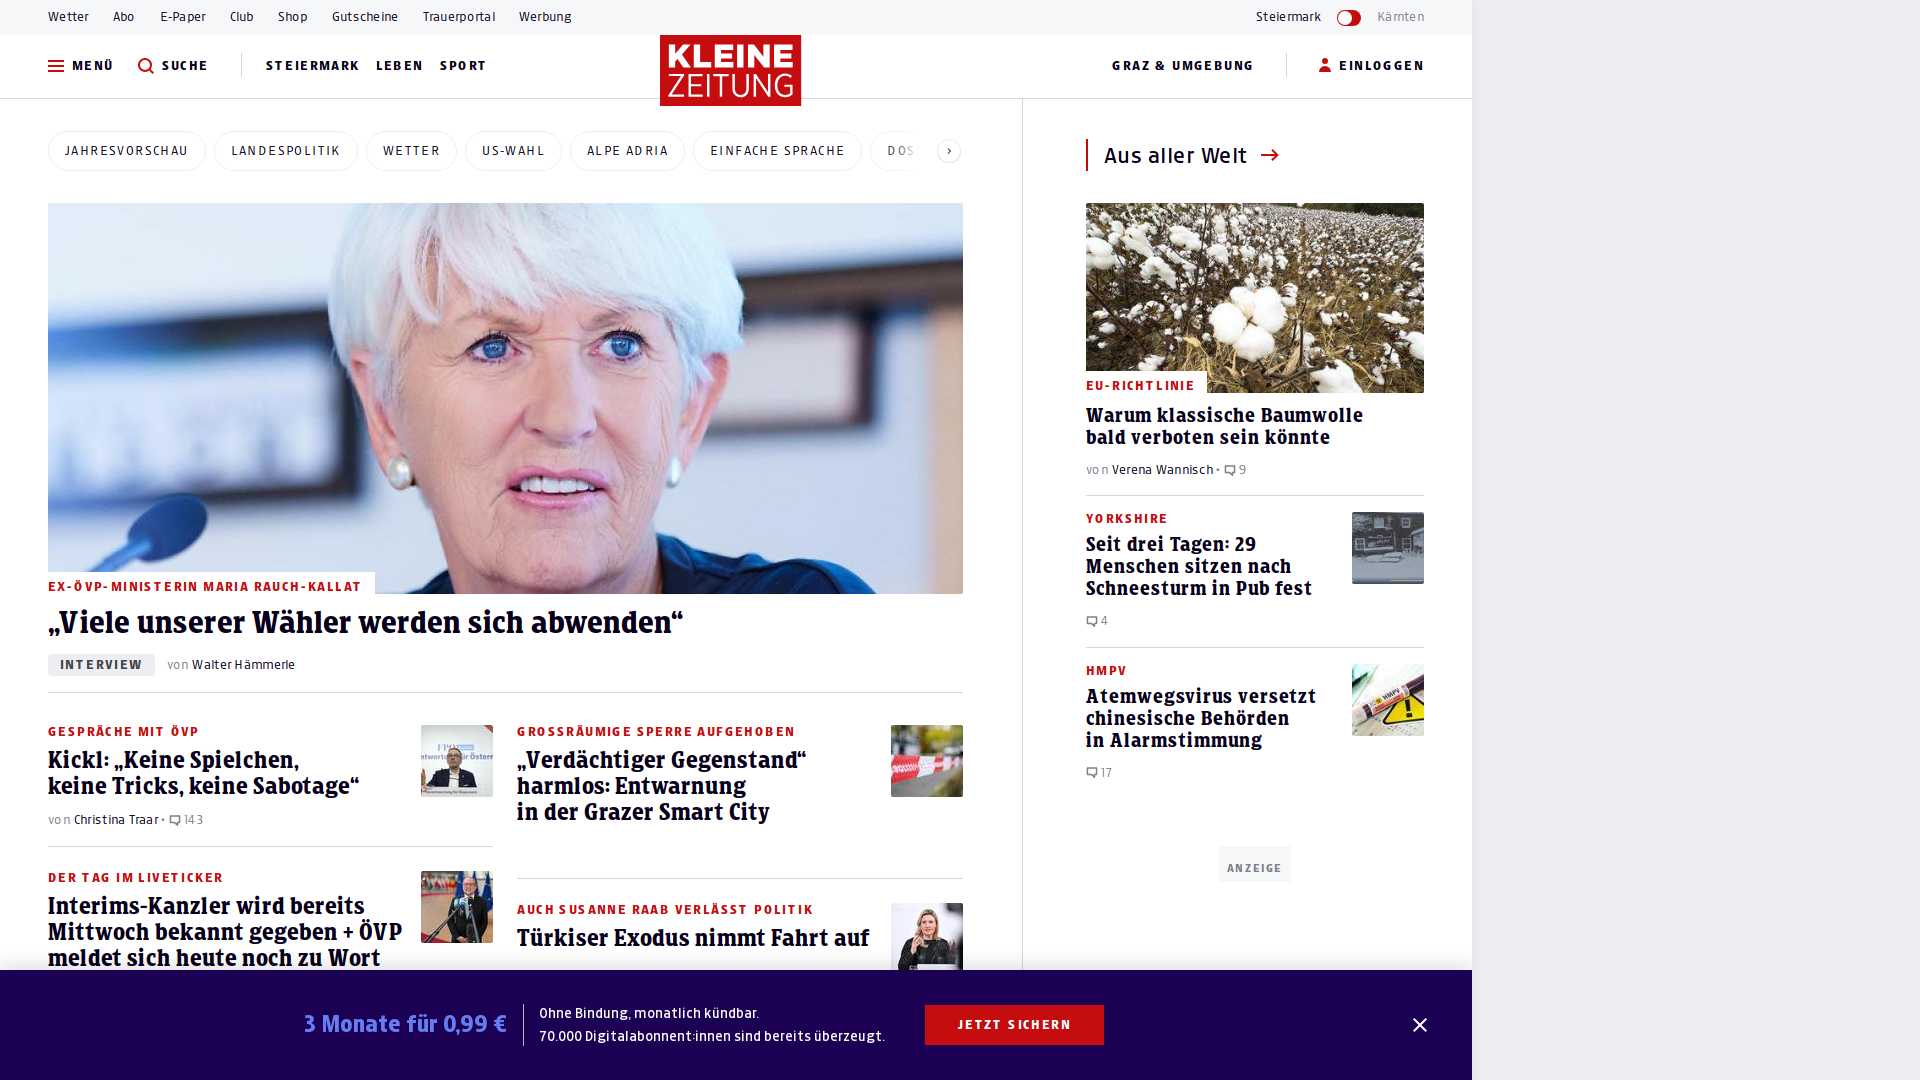 Wetter Abo E-Paper Club Shop Gutscheine Trauerportal Werbung Steiermark Kärnten
MENÜ SUCHE STEIERMARK LEBEN SPORT GRAZ & UMGEBUNG EINLOGGEN
KLEINE
ZEITUNG
JAHRESVORSCHAU LANDESPOLITIK WETTER US-WAHL ALPE ADRIA EINFACHE SPRACHE DOS
EX-ÖVP-MINISTERIN MARIA RAUCH-KALLAT
„Viele unserer Wähler werden sich abwenden“
INTERVIEW von Walter Hämmerle
GESPRÄCHE MIT ÖVP
Kickl: „Keine Spielchen,
keine Tricks, keine Sabotage“
von Christina Traar • 143
GROSSRÄUMIGE SPERRE AUFGEHOBEN
„Verdächtiger Gegenstand“
harmlos: Entwarnung
in der Grazer Smart City
DER TAG IM LIVETICKER
Interims-Kanzler wird bereits
Mittwoch bekannt gegeben + ÖVP
meldet sich heute noch zu Wort
AUCH SUSANNE RAAB VERLÄSST POLITIK
Türkiser Exodus nimmt Fahrt auf
Aus aller Welt
EU-RICHTLINIE
Warum klassische Baumwolle
bald verboten sein könnte
von Verena Wannisch • 9
YORKSHIRE
Seit drei Tagen: 29
Menschen sitzen nach
Schneesturm in Pub fest
4
HMPV
Atemwegsvirus versetzt
chinesische Behörden
in Alarmstimmung
17
HMPV
ANZEIGE
3 Monate für 0,99 €
Ohne Bindung, monatlich kündbar.
70.000 Digitalabonnent:innen sind bereits überzeugt.
JETZT SICHERN